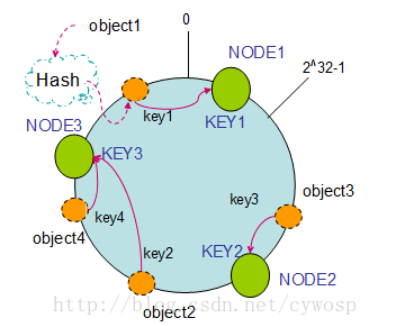 object1
0
NODE1
2^32-1
Hash
key1
KEY1
NODE3
KEY3
key3
object3
key4
object4
key2
KEY2
NODE2
object2
http://blog.csdn.net/cywosp